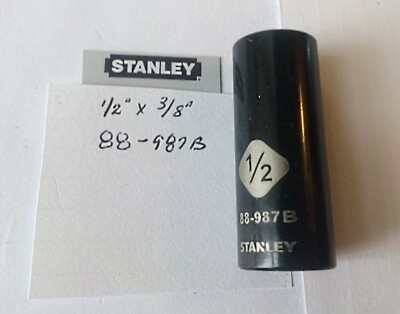 STANLEY
1/2" x 3/8"
88-987B
1/2
88-987B
STANLEY